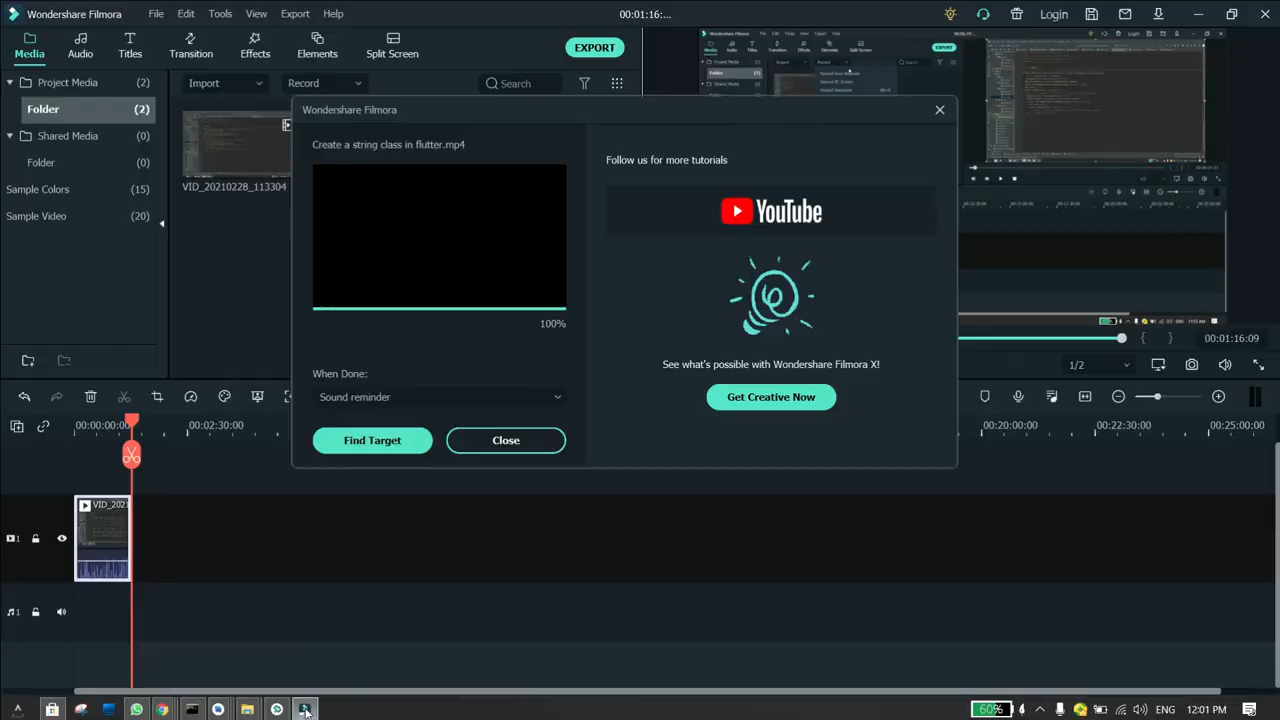 Wondershare Filmora File Edit Tools View Export Help 00:01:16:... Login
Media Audio Titles Transition Effects Elements Split Screen EXPORT
Project Media (2) Import Record Search
Folder (2)
Shared Media (0)
Folder (0)
Sample Colors (15)
Sample Video (20)
VID_20210228_113304
Wondershare Filmora
Create a string class in flutter.mp4
100%
When Done:
Sound reminder
Find Target Close
Follow us for more tutorials
YouTube
See what's possible with Wondershare Filmora X!
Get Creative Now
00:01:16:09
1/2
00:00:00:00 00:02:30:00 00:20:00:00 00:22:30:00 00:25:00:00
VID_2021
1
1
60% ENG 12:01 PM